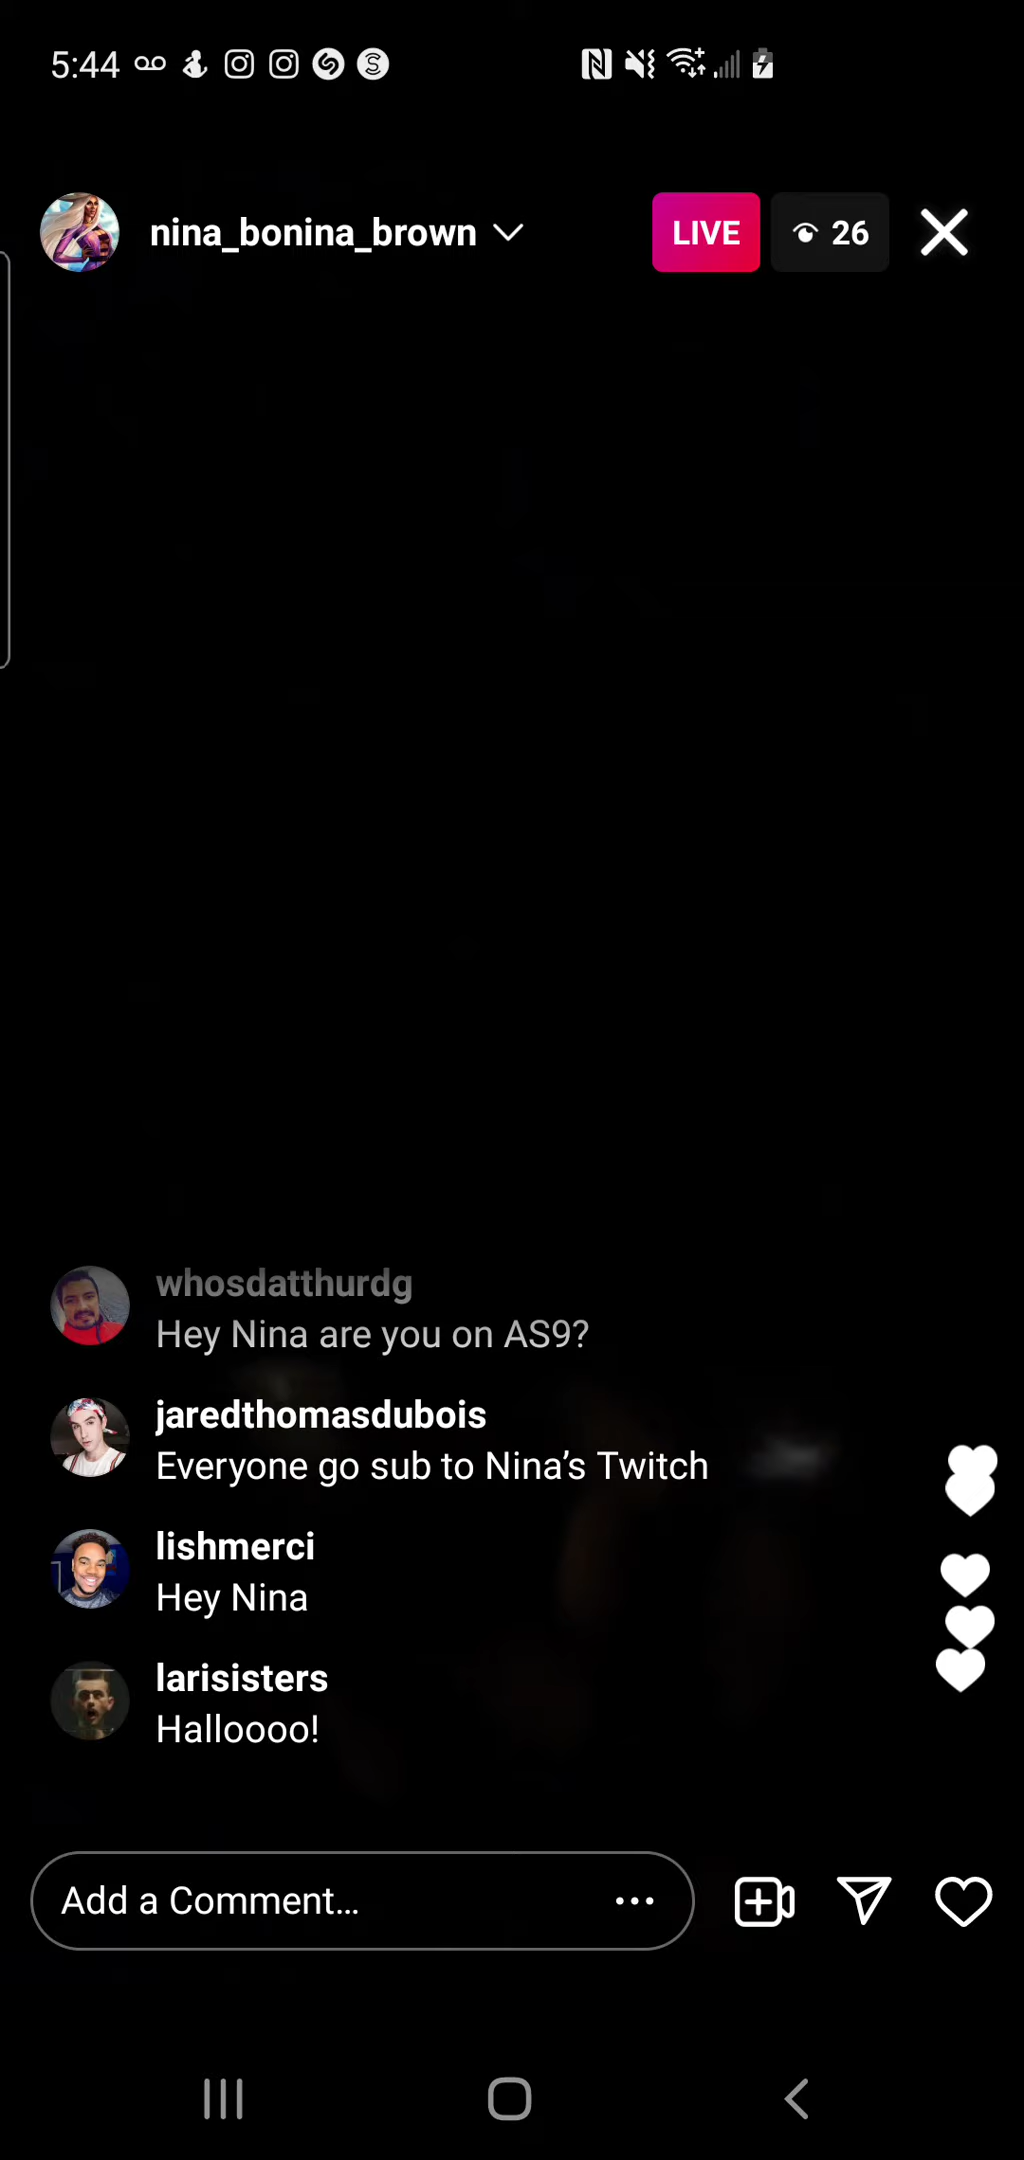 5:44
nina_bonina_brown
LIVE
26
whosdatthurdg
Hey Nina are you on AS9?
jaredthomasdubois
Everyone go sub to Nina’s Twitch
lishmerci
Hey Nina
larisisters
Halloooo!
Add a Comment...